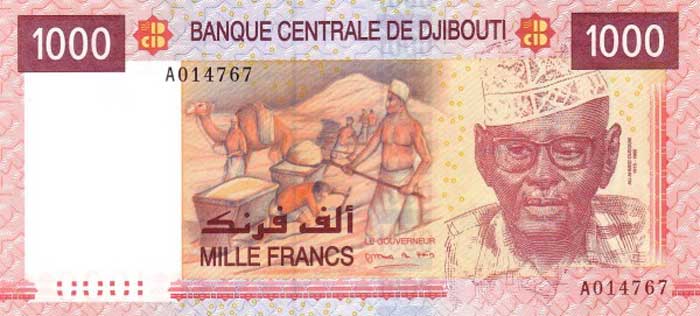 1000
BANQUE CENTRALE DE DJIBOUTI
1000
A014767
ألف فرنك
MILLE FRANCS
LE GOUVERNEUR
A014767